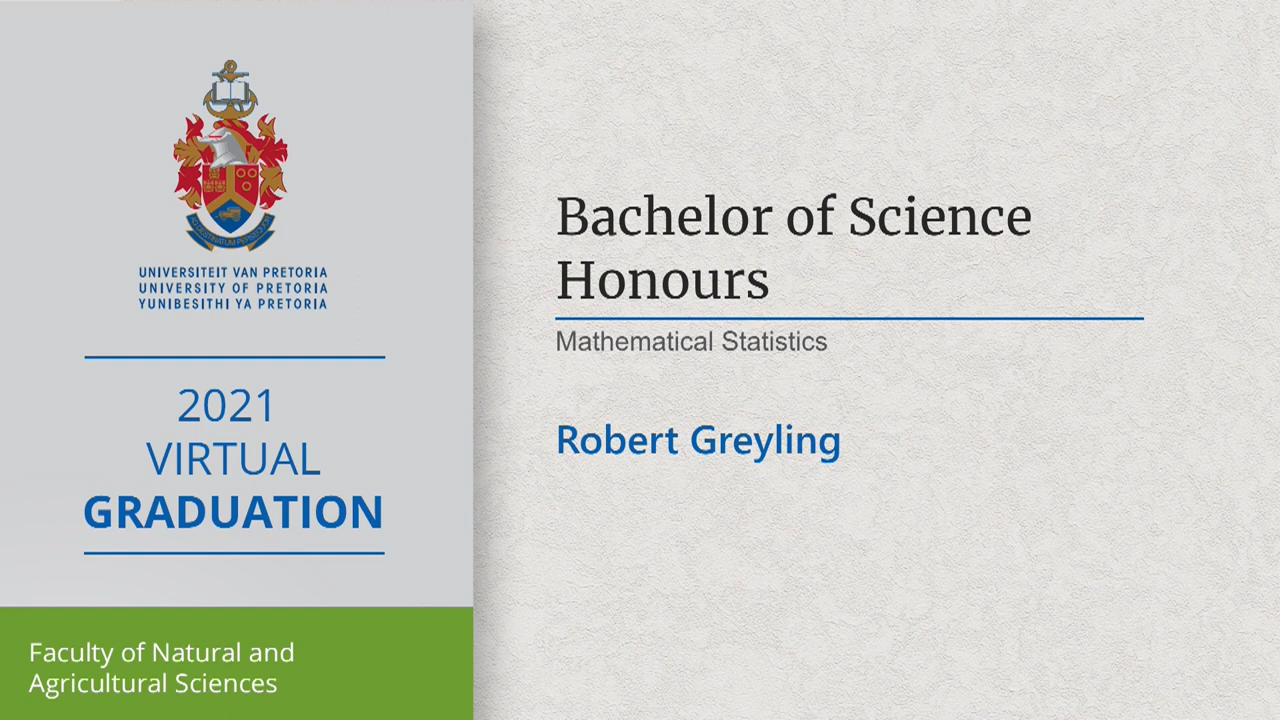 UNIVERSITEIT VAN PRETORIA
UNIVERSITY OF PRETORIA
YUNIBESITHI YA PRETORIA
2021
VIRTUAL
GRADUATION
Faculty of Natural and
Agricultural Sciences
Bachelor of Science
Honours
Mathematical Statistics
Robert Greyling